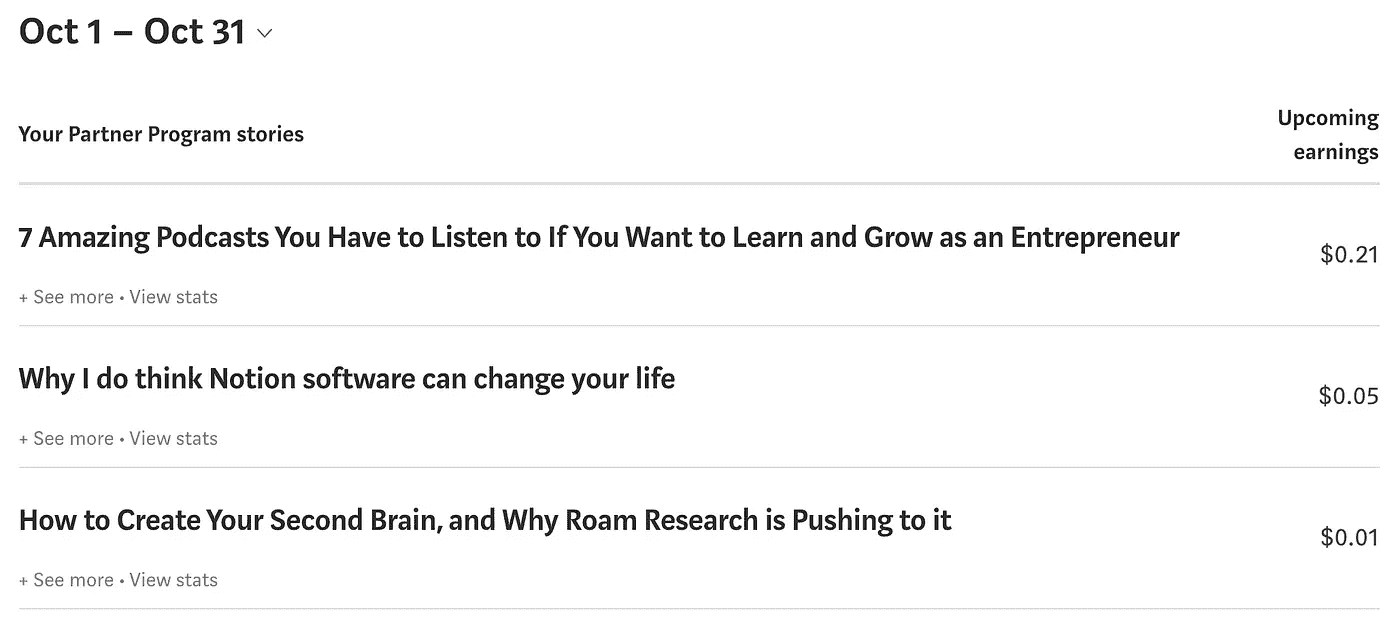 Oct 1 – Oct 31
Your Partner Program stories
Upcoming
earnings
7 Amazing Podcasts You Have to Listen to If You Want to Learn and Grow as an Entrepreneur
$0.21
+ See more • View stats
Why I do think Notion software can change your life
$0.05
+ See more • View stats
How to Create Your Second Brain, and Why Roam Research is Pushing to it
$0.01
+ See more • View stats